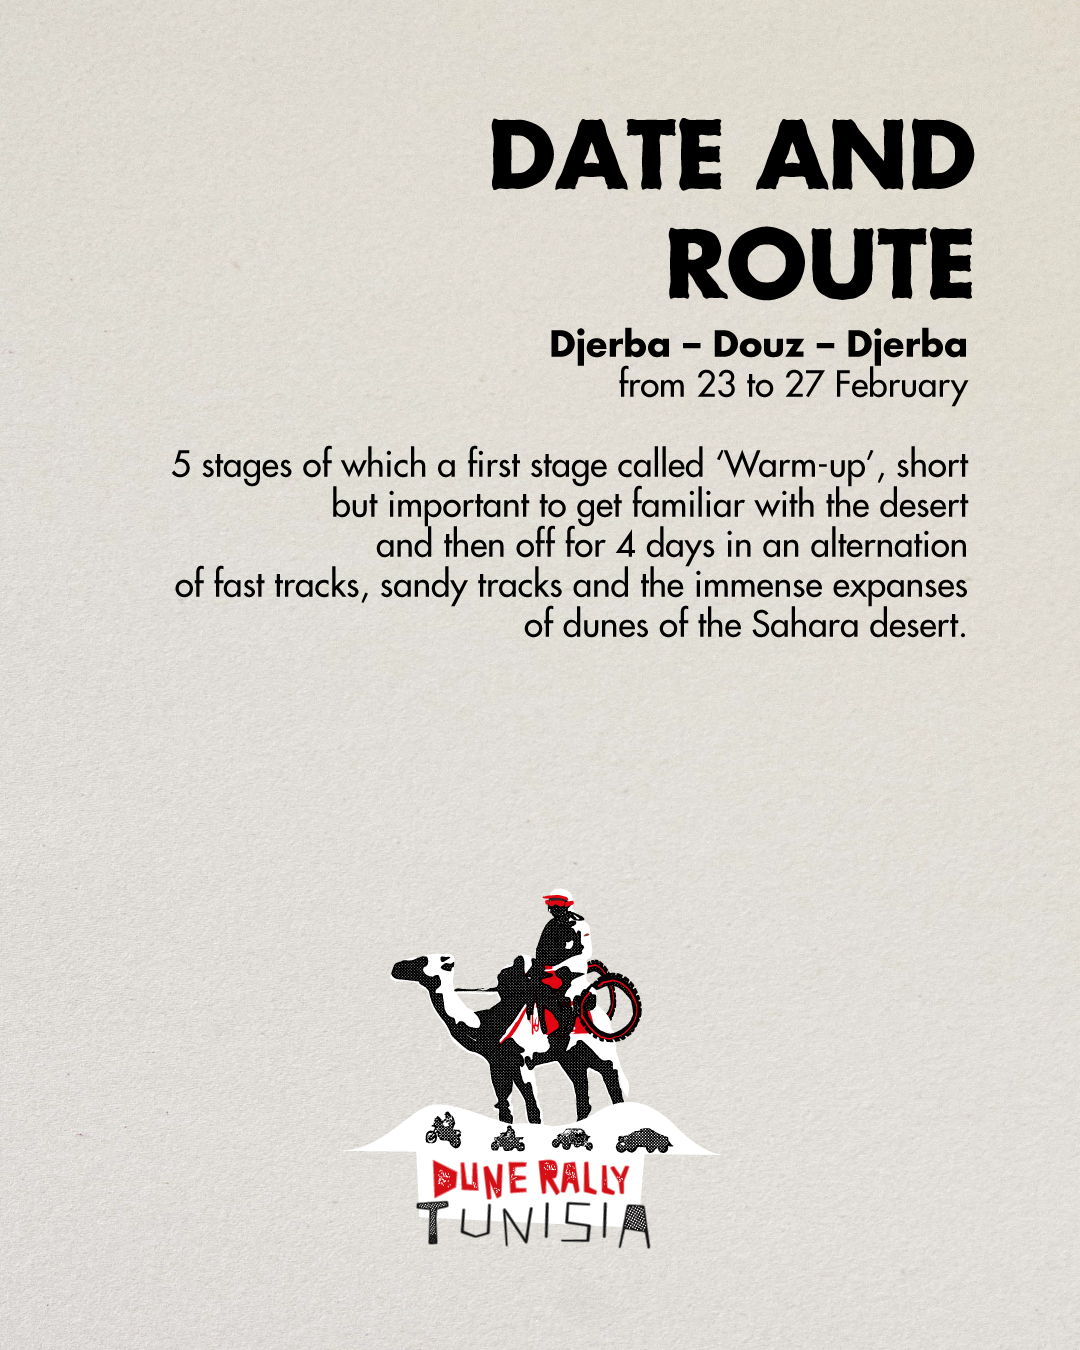 DATE AND
ROUTE
Djerba – Douz – Djerba
from 23 to 27 February
5 stages of which a first stage called ‘Warm-up’, short
but important to get familiar with the desert
and then off for 4 days in an alternation
of fast tracks, sandy tracks and the immense expanses
of dunes of the Sahara desert.
DUNE RALLY
TUNISIA